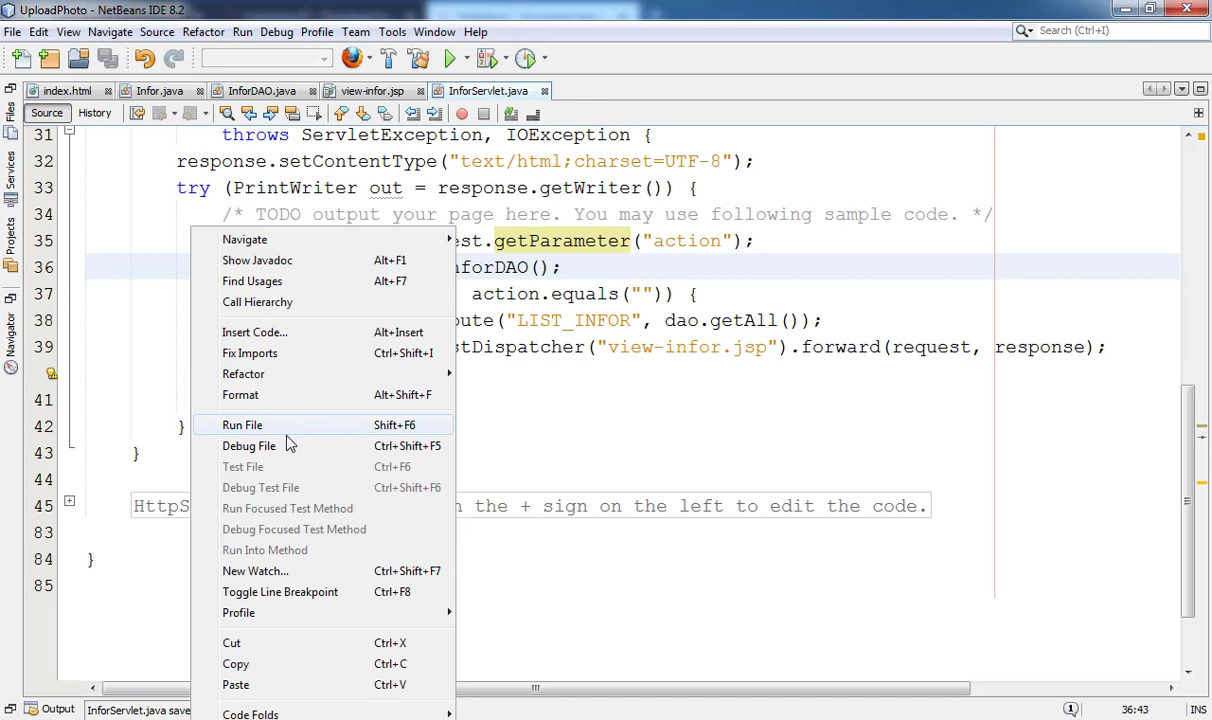 UploadPhoto - NetBeans IDE 8.2
File Edit View Navigate Source Refactor Run Debug Profile Team Tools Window Help
Search (Ctrl+I)
index.html Infor.java InforDAO.java view-infor.jsp InforServlet.java
Source History
Files
Services
Projects
Navigator
31 throws ServletException, IOException {
32 response.setContentType("text/html;charset=UTF-8");
33 try (PrintWriter out = response.getWriter()) {
34 /* TODO output your page here. You may use following sample code. */
35 est.getParameter("action");
36 nforDAO();
37 action.equals("")) {
38 oute("LIST_INFOR", dao.getAll());
39 stDispatcher("view-infor.jsp").forward(request, response);
41
42 }
43 }
44
45 HttpS n the + sign on the left to edit the code.
83
84 }
85
Navigate
Show Javadoc Alt+F1
Find Usages Alt+F7
Call Hierarchy
Insert Code... Alt+Insert
Fix Imports Ctrl+Shift+I
Refactor
Format Alt+Shift+F
Run File Shift+F6
Debug File Ctrl+Shift+F5
Test File Ctrl+F6
Debug Test File Ctrl+Shift+F6
Run Focused Test Method
Debug Focused Test Method
Run Into Method
New Watch... Ctrl+Shift+F7
Toggle Line Breakpoint Ctrl+F8
Profile
Cut Ctrl+X
Copy Ctrl+C
Paste Ctrl+V
Code Folds
Output InforServlet.java save 36:43 INS